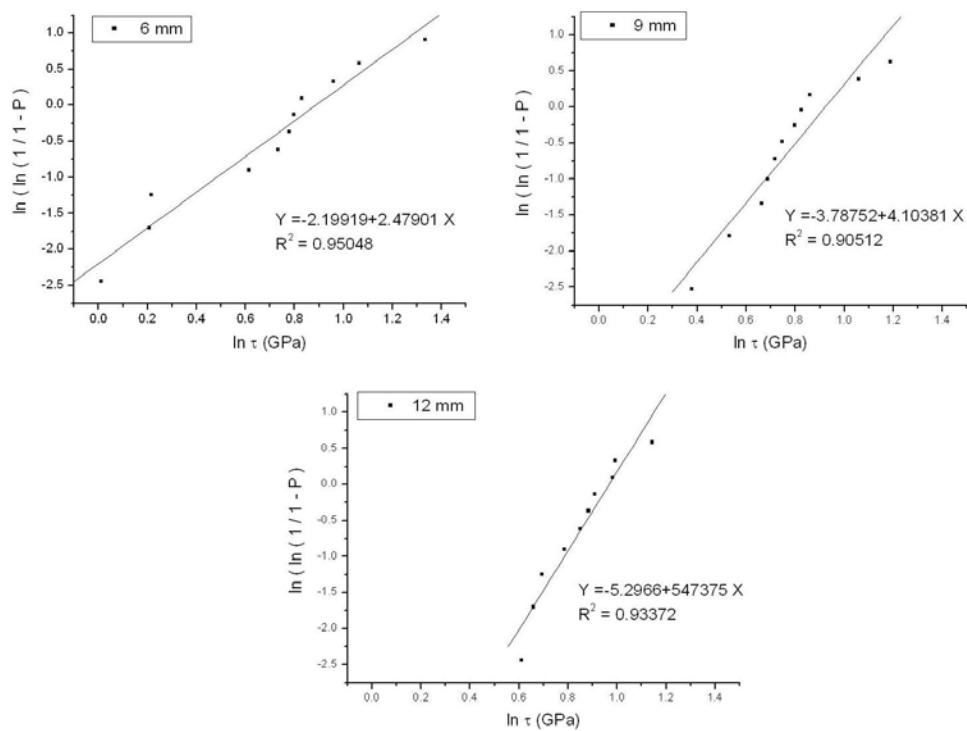 6 mm
1.0
0.5
0.0
-0.5
-1.0
-1.5
-2.0
-2.5
ln ( ln ( 1 / 1 - P )
Y =-2.19919+2.47901 X
R² = 0.95048
0.0 0.2 0.4 0.6 0.8 1.0 1.2 1.4
ln τ (GPa)
9 mm
1.0
0.5
0.0
-0.5
-1.0
-1.5
-2.0
-2.5
ln ( ln ( 1 / 1 - P )
Y =-3.78752+4.10381 X
R² = 0.90512
0.0 0.2 0.4 0.6 0.8 1.0 1.2 1.4
ln τ (GPa)
12 mm
1.0
0.5
0.0
-0.5
-1.0
-1.5
-2.0
-2.5
ln ( ln ( 1 / 1 - P )
Y =-5.2966+547375 X
R² = 0.93372
0.0 0.2 0.4 0.6 0.8 1.0 1.2 1.4
ln τ (GPa)